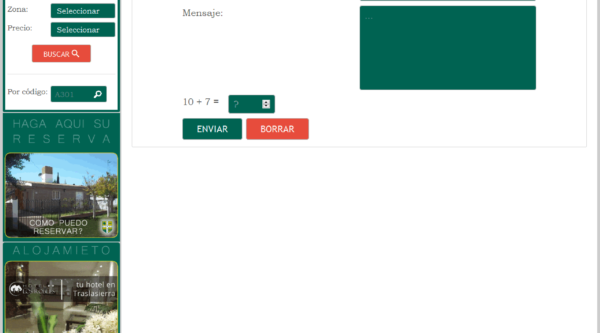 Zona:
Seleccionar
Precio:
Seleccionar
BUSCAR
Por código:
A301
HAGA AQUI SU
RESERVA
COMO PUEDO
RESERVAR?
ALOJAMIETO
tu hotel en
Traslasierra
Mensaje:
...
10 + 7 =
?
ENVIAR
BORRAR